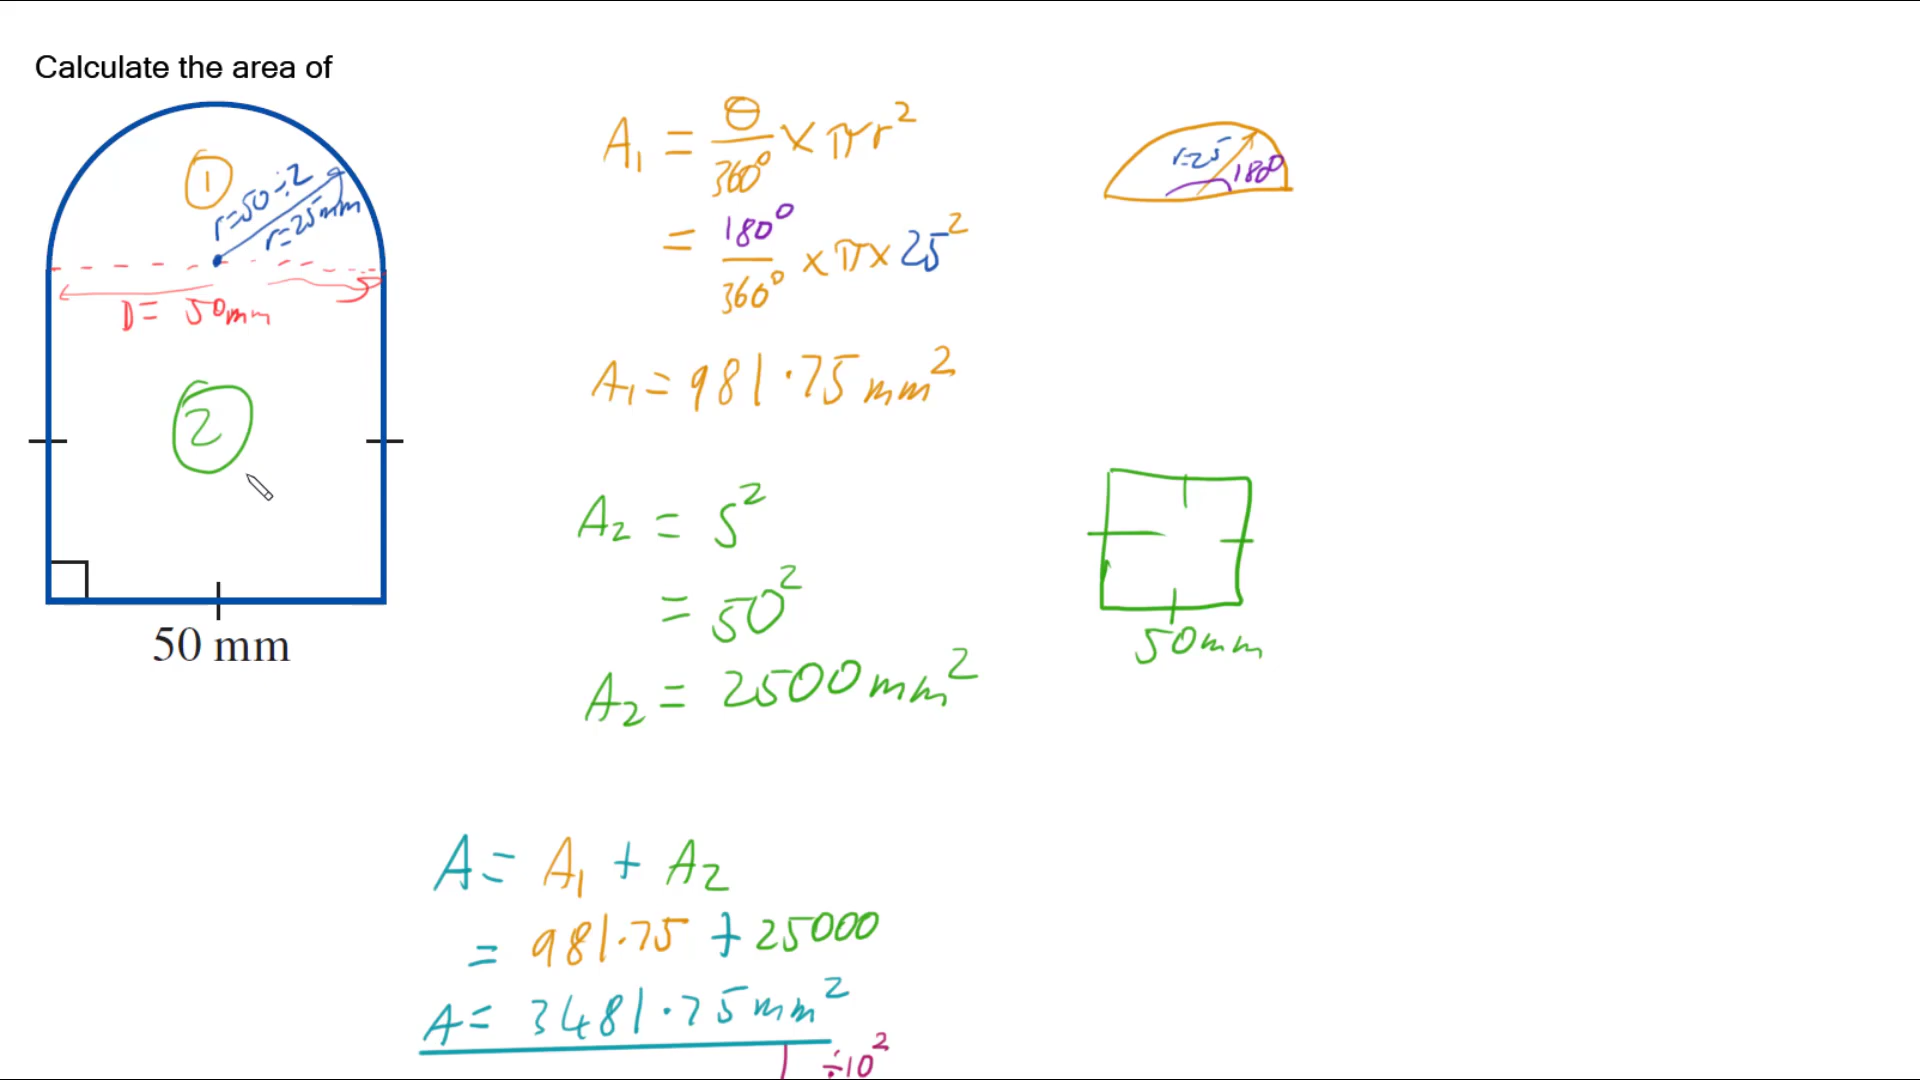 Calculate the area of
1
r=50÷2
r=25mm
D= 50mm
2
50 mm
A₁ = θ/360° × πr²
= 180°/360° × π × 25²
A₁ = 981.75 mm²
r=25
180°
A₂ = s²
= 50²
A₂ = 2500 mm²
50mm
A = A₁ + A₂
= 981.75 + 25000
A = 3481.75 mm²
÷10²